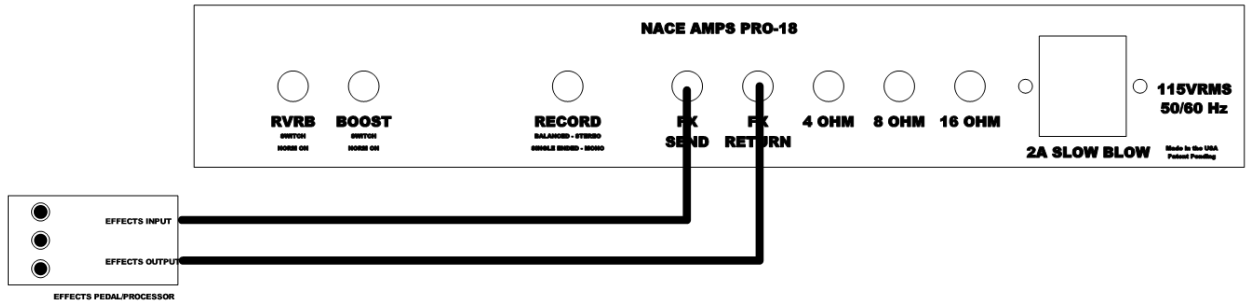 NACE AMPS PRO-18
RVRB
SWITCH
NORM ON
BOOST
SWITCH
NORM ON
RECORD
BALANCED - STEREO
SINGLE ENDED - MONO
FX
SEND
FX
RETURN
4 OHM
8 OHM
16 OHM
2A SLOW BLOW
115VRMS
50/60 Hz
Made in the USA
Patent Pending
EFFECTS INPUT
EFFECTS OUTPUT
EFFECTS PEDAL/PROCESSOR